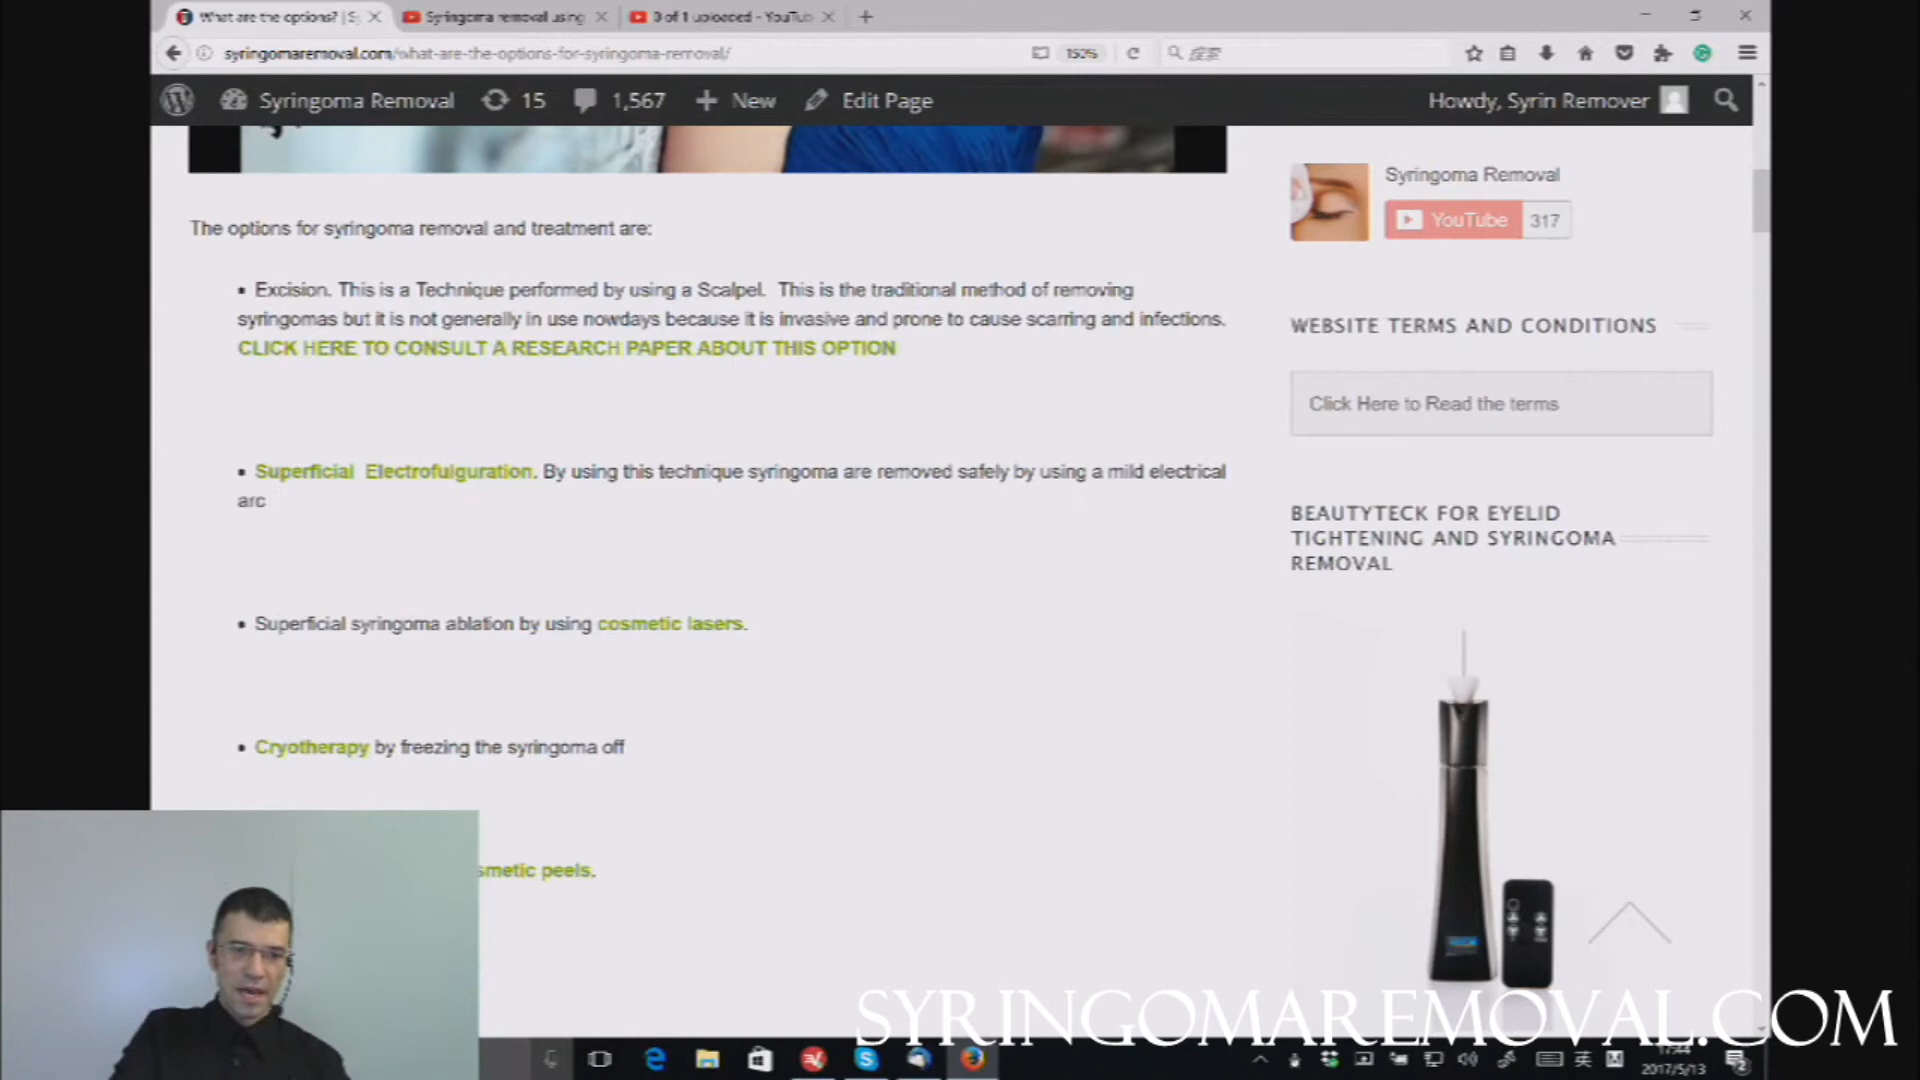 What are the options? | S
Syringoma removal using
0 of 1 uploaded - YouTub
syringomaremoval.com/what-are-the-options-for-syringoma-removal/
150%
搜索
Syringoma Removal
15
1,567
New
Edit Page
Howdy, Syrin Remover
Syringoma Removal
YouTube
317
The options for syringoma removal and treatment are:
Excision. This is a Technique performed by using a Scalpel. This is the traditional method of removing
syringomas but it is not generally in use nowdays because it is invasive and prone to cause scarring and infections.
CLICK HERE TO CONSULT A RESEARCH PAPER ABOUT THIS OPTION
Superficial Electrofulguration. By using this technique syringoma are removed safely by using a mild electrical
arc
Superficial syringoma ablation by using cosmetic lasers.
Cryotherapy by freezing the syringoma off
smetic peels.
WEBSITE TERMS AND CONDITIONS
Click Here to Read the terms
BEAUTYTECK FOR EYELID
TIGHTENING AND SYRINGOMA
REMOVAL
SYRINGOMAREMOVAL.COM
英
17:44
2017/5/13
2